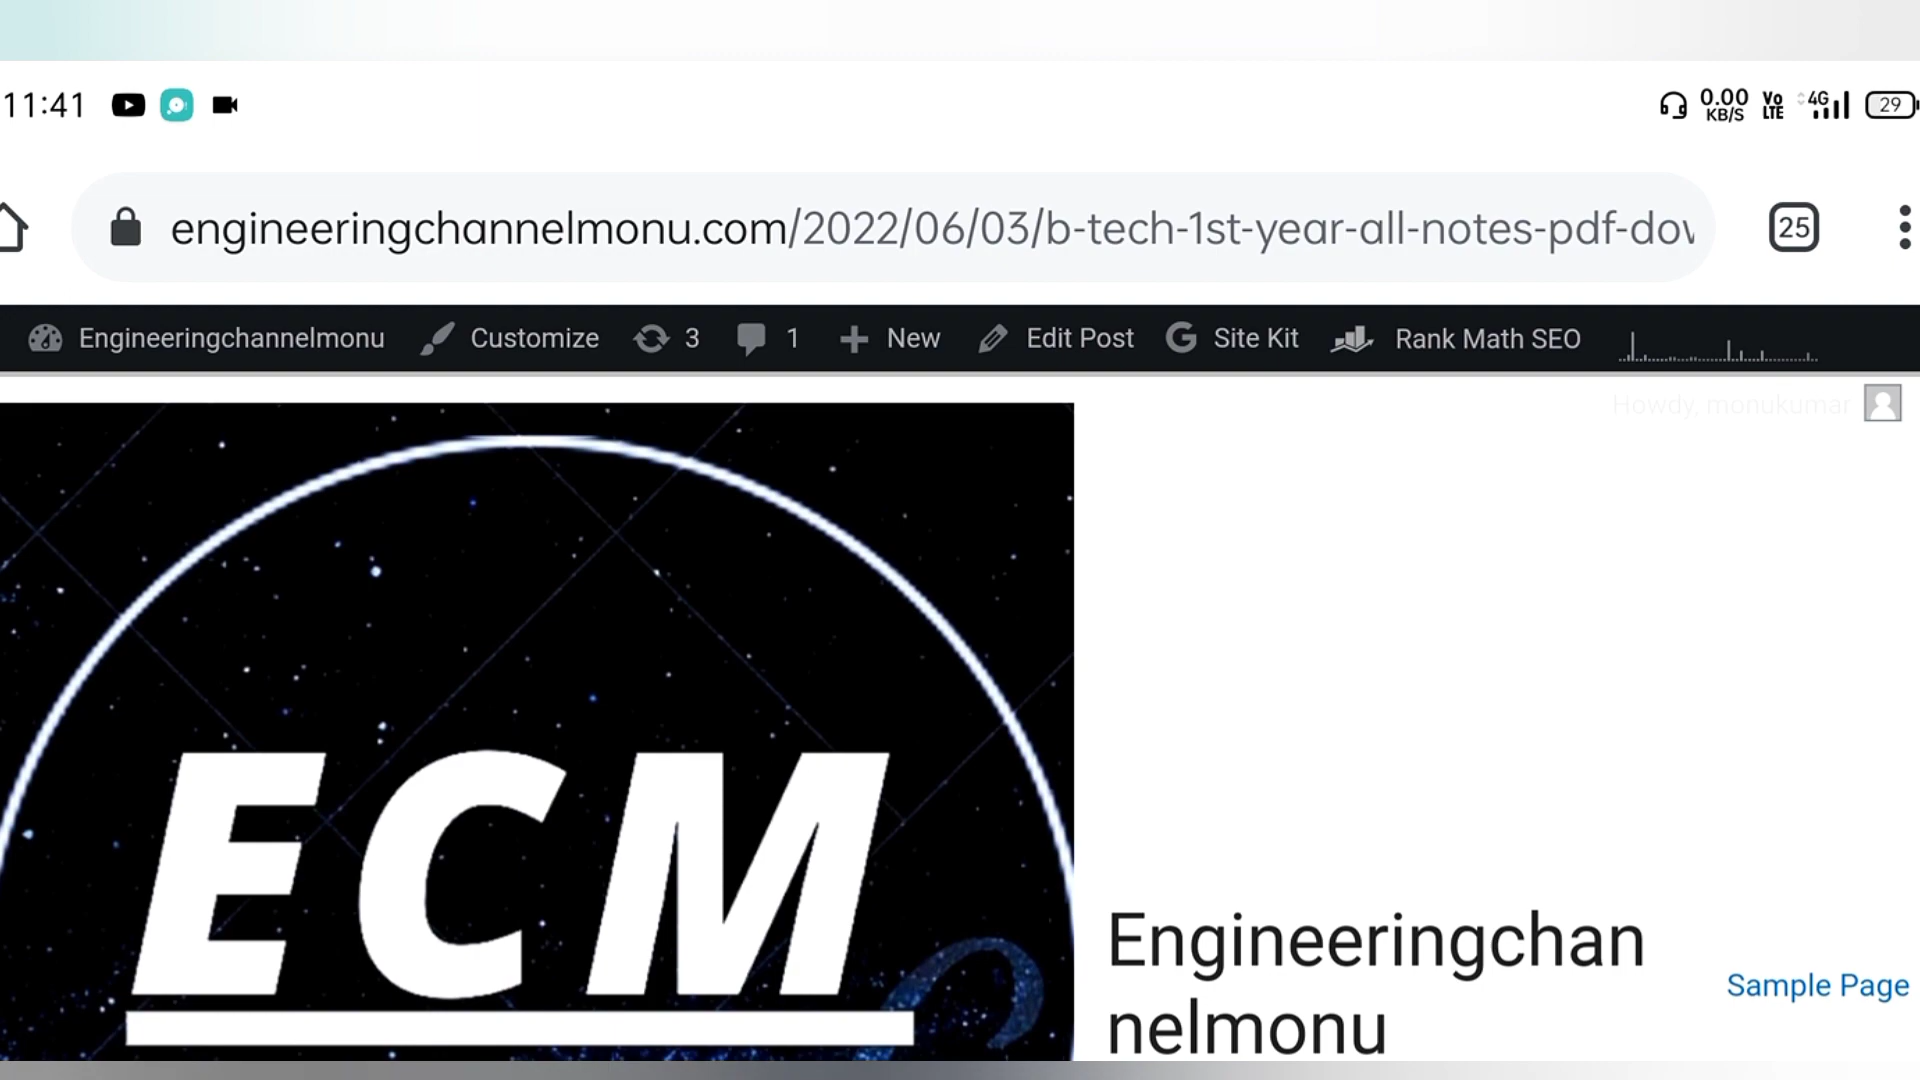 11:41 0.00 KB/S Vo LTE 4G 29
engineeringchannelmonu.com/2022/06/03/b-tech-1st-year-all-notes-pdf-dov 25
Engineeringchannelmonu Customize 3 1 New Edit Post Site Kit Rank Math SEO
Howdy, monukumar
ECM
Engineeringchan
nelmonu
Sample Page